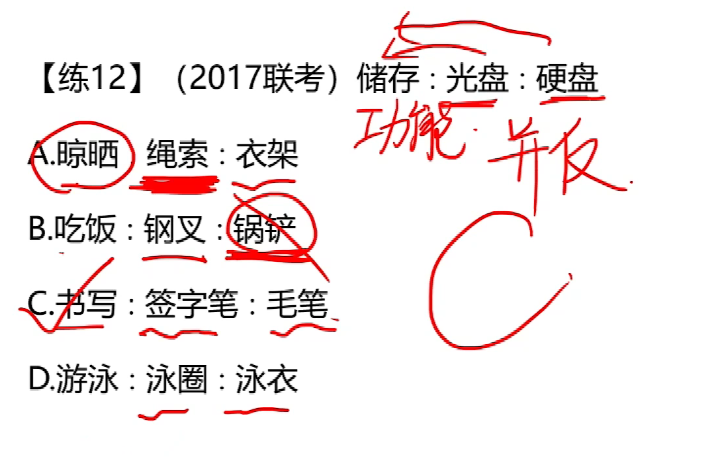 【练12】（2017联考）储存：光盘：硬盘
功能. 并反.
A.晾晒 绳索：衣架
B.吃饭：钢叉：锅铲
C.书写：签字笔：毛笔
C
D.游泳：泳圈：泳衣